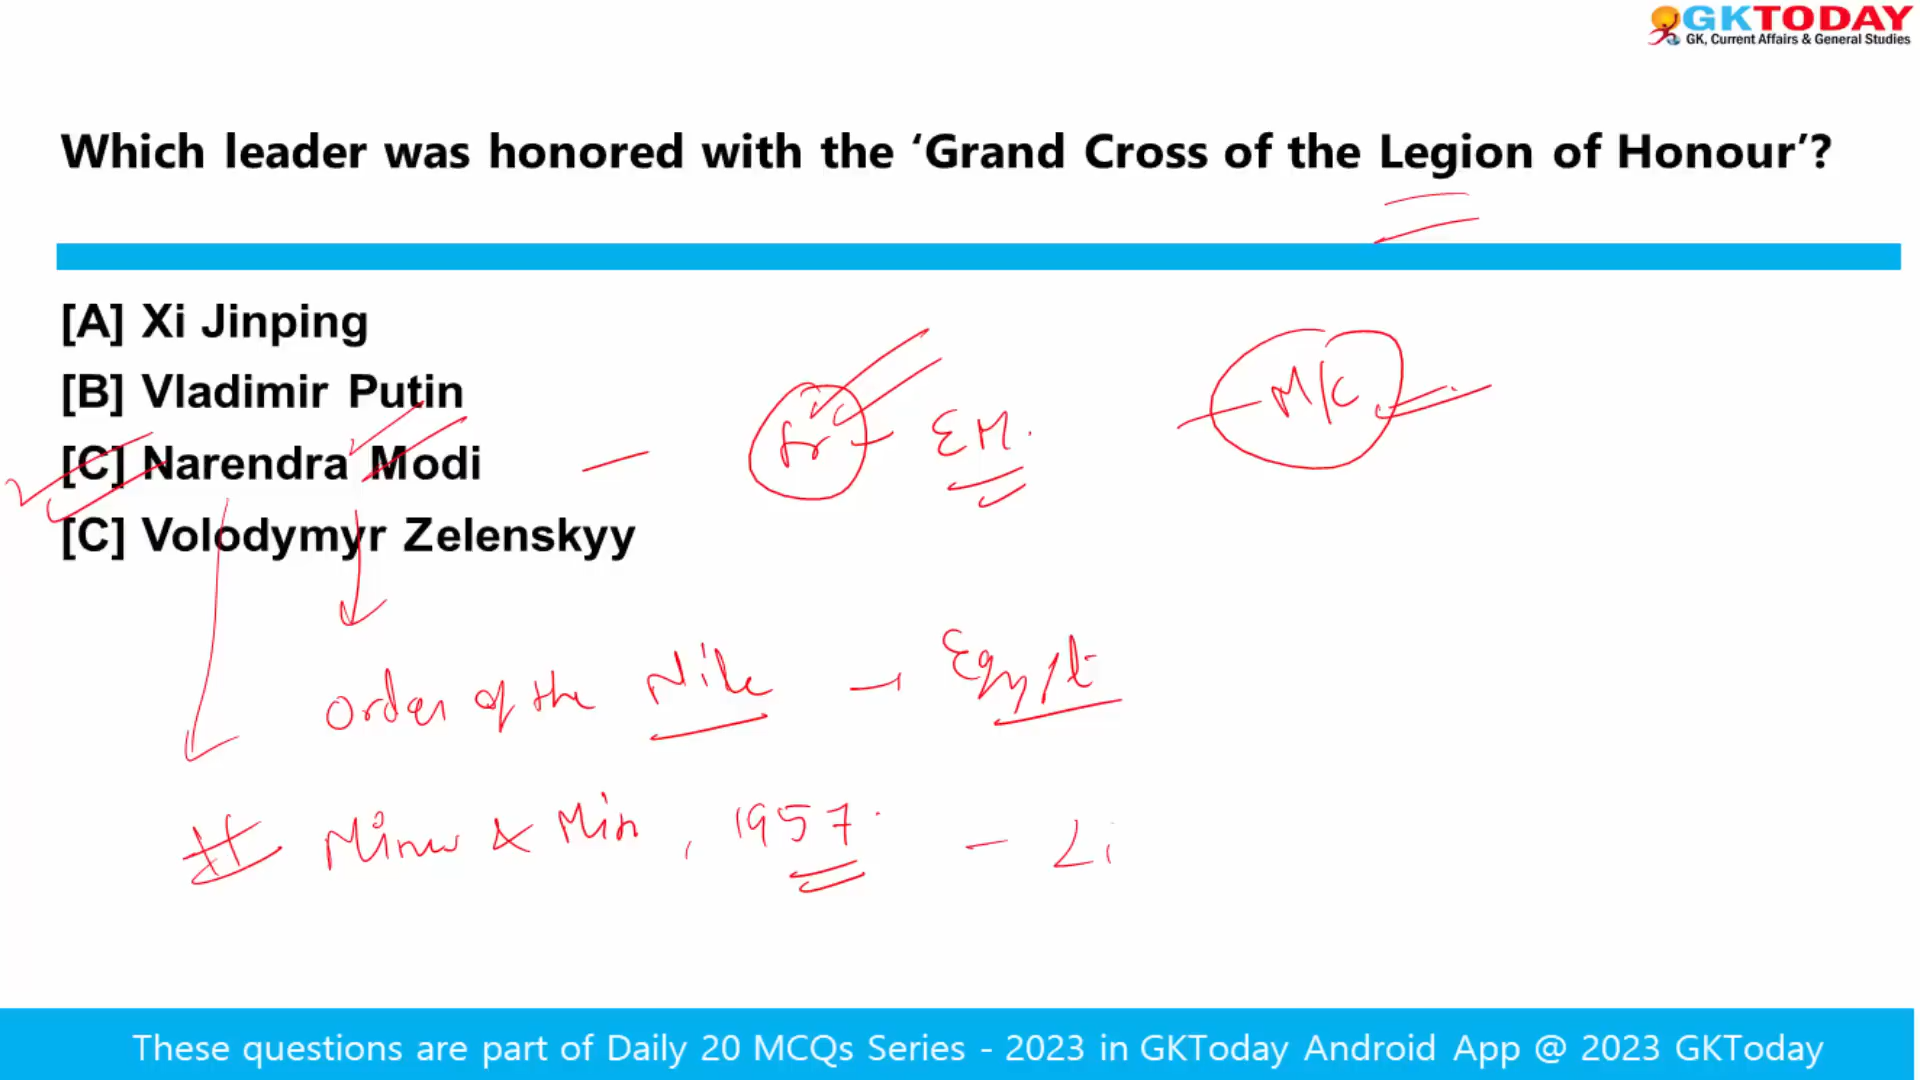 GKTODAY
GK, Current Affairs & General Studies
Which leader was honored with the ‘Grand Cross of the Legion of Honour’?
[A] Xi Jinping
[B] Vladimir Putin
[C] Narendra Modi
[C] Volodymyr Zelenskyy
Fr EM. M/C
Order of the Nile → Egypt
# & Min, 1957. - Li
These questions are part of Daily 20 MCQs Series - 2023 in GKToday Android App @ 2023 GKToday